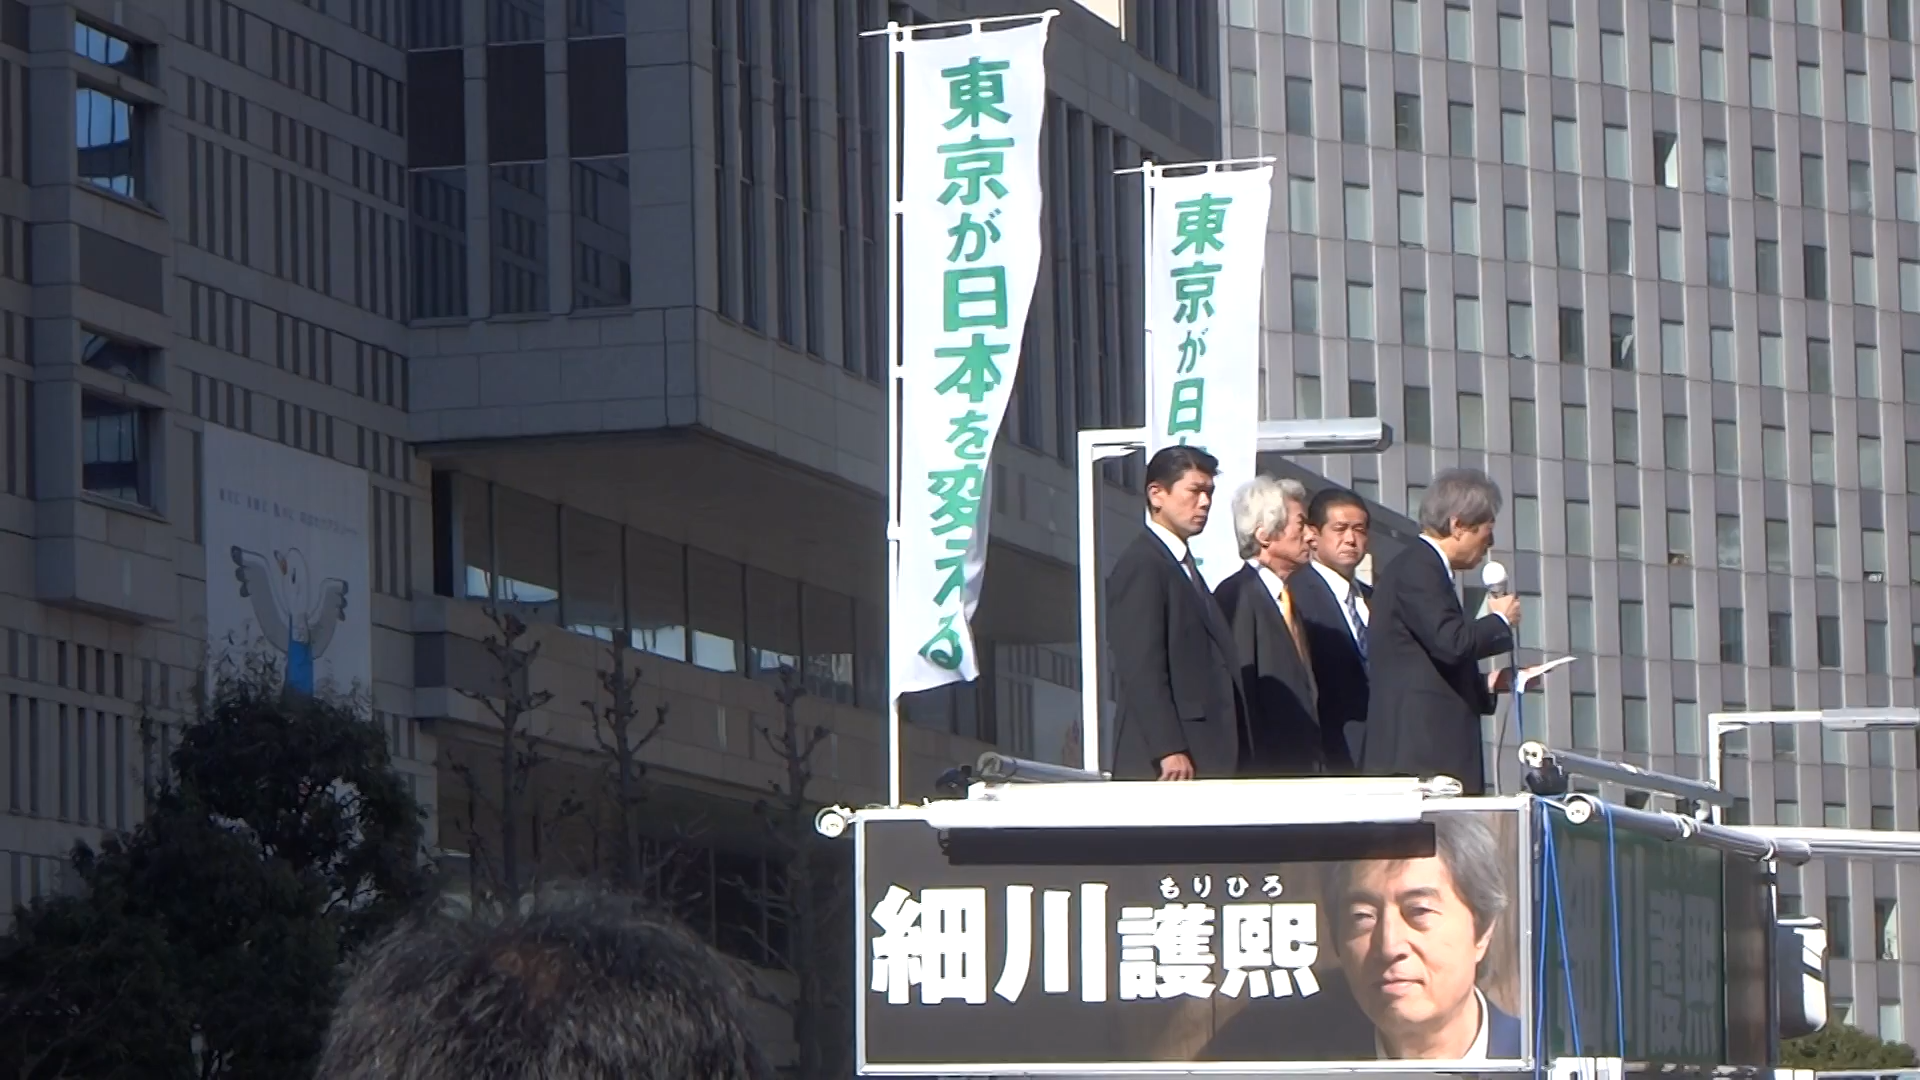 東京が日本を変える
東京が日
もりひろ
細川護熙